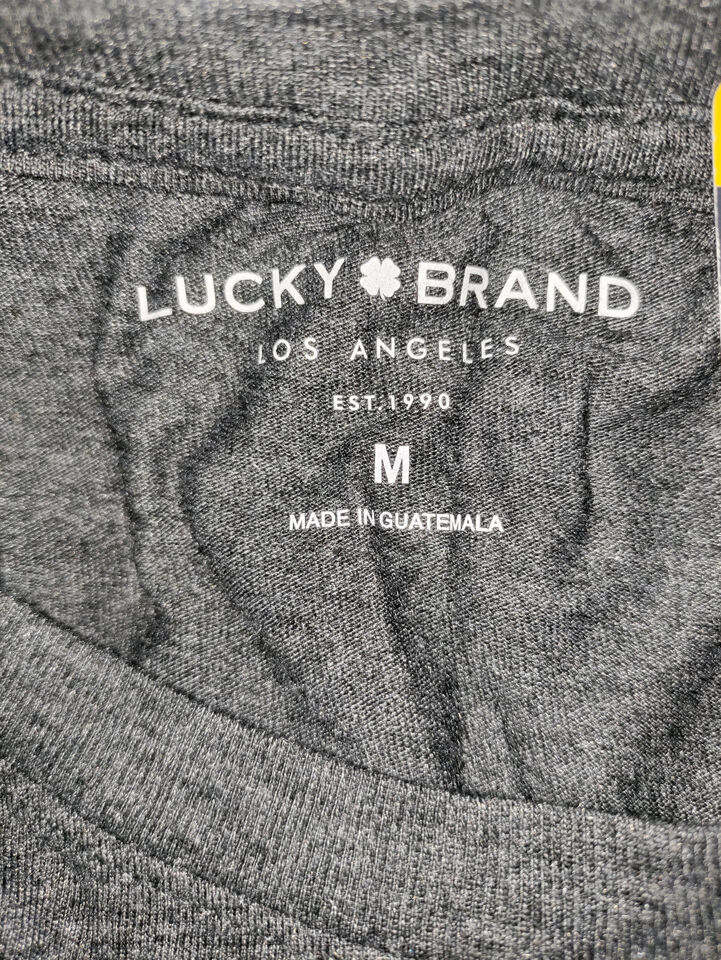 LUCKY BRAND
LOS ANGELES
EST. 1990
M
MADE IN GUATEMALA